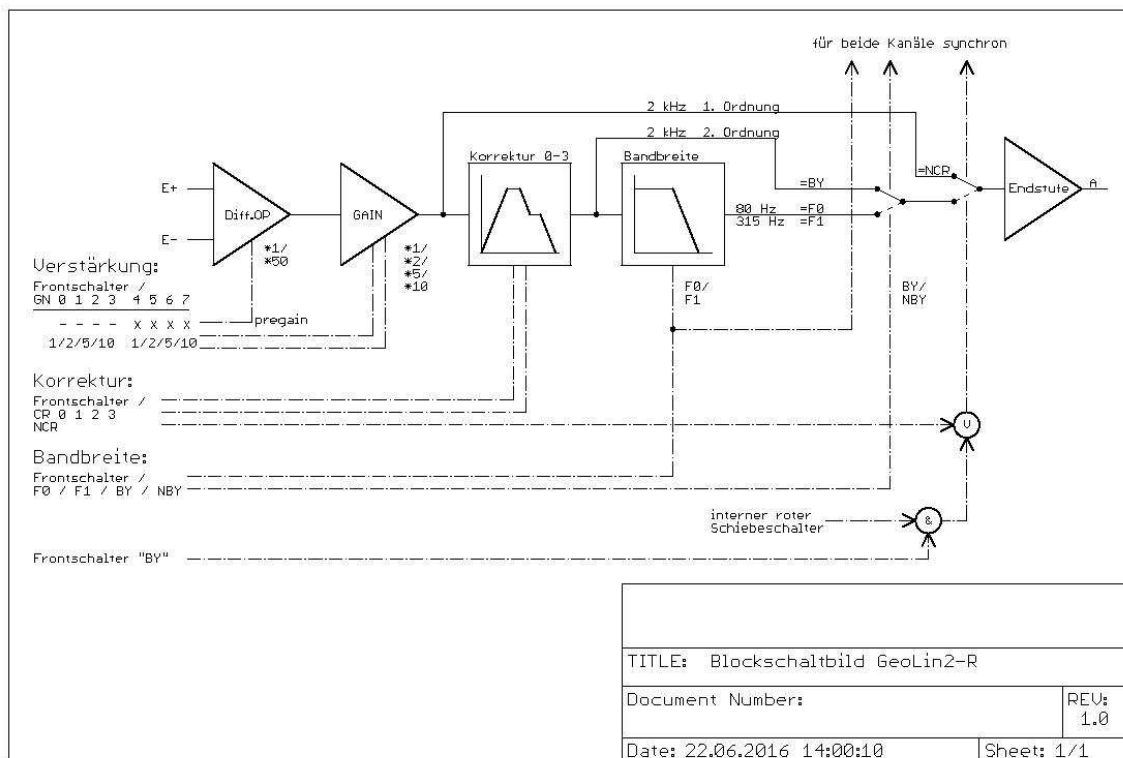 für beide Kanäle synchron
2 kHz 1. Ordnung
2 kHz 2. Ordnung
Korrektur 0-3
Bandbreite
=NCR
=BY
E+
E-
Diff.OP
GAIN
80 Hz =F0
315 Hz =F1
Endstufe
A
*1/
*50
*1/
*2/
*5/
*10
Verstärkung:
Frontschalter /
GN 0 1 2 3 4 5 6 7
- - - - X X X X
pregain
1/2/5/10 1/2/5/10
F0/
F1
BY/
NBY
Korrektur:
Frontschalter /
CR 0 1 2 3
NCR
V
Bandbreite:
Frontschalter /
F0 / F1 / BY / NBY
interner roter
Schiebeschalter
&
Frontschalter "BY"
TITLE: Blockschaltbild GeoLin2-R
Document Number:
REV:
1.0
Date: 22.06.2016 14:00:10
Sheet: 1/1